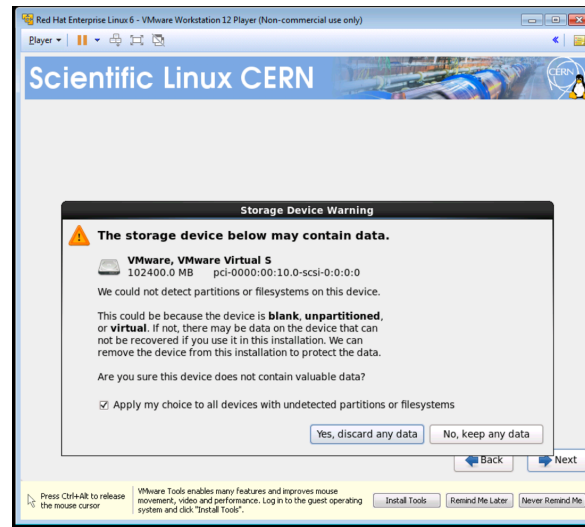 Red Hat Enterprise Linux 6 - VMware Workstation 12 Player (Non-commercial use only)
Player
Scientific Linux CERN
CERN
Storage Device Warning
The storage device below may contain data.
VMware, VMware Virtual S
102400.0 MB pci-0000:00:10.0-scsi-0:0:0:0
We could not detect partitions or filesystems on this device.
This could be because the device is blank, unpartitioned,
or virtual. If not, there may be data on the device that can
not be recovered if you use it in this installation. We can
remove the device from this installation to protect the data.
Are you sure this device does not contain valuable data?
Apply my choice to all devices with undetected partitions or filesystems
Yes, discard any data No, keep any data
Back Next
Press Ctrl+Alt to release
the mouse cursor
VMware Tools enables many features and improves mouse
movement, video and performance. Log in to the guest operating
system and click "Install Tools".
Install Tools Remind Me Later Never Remind Me